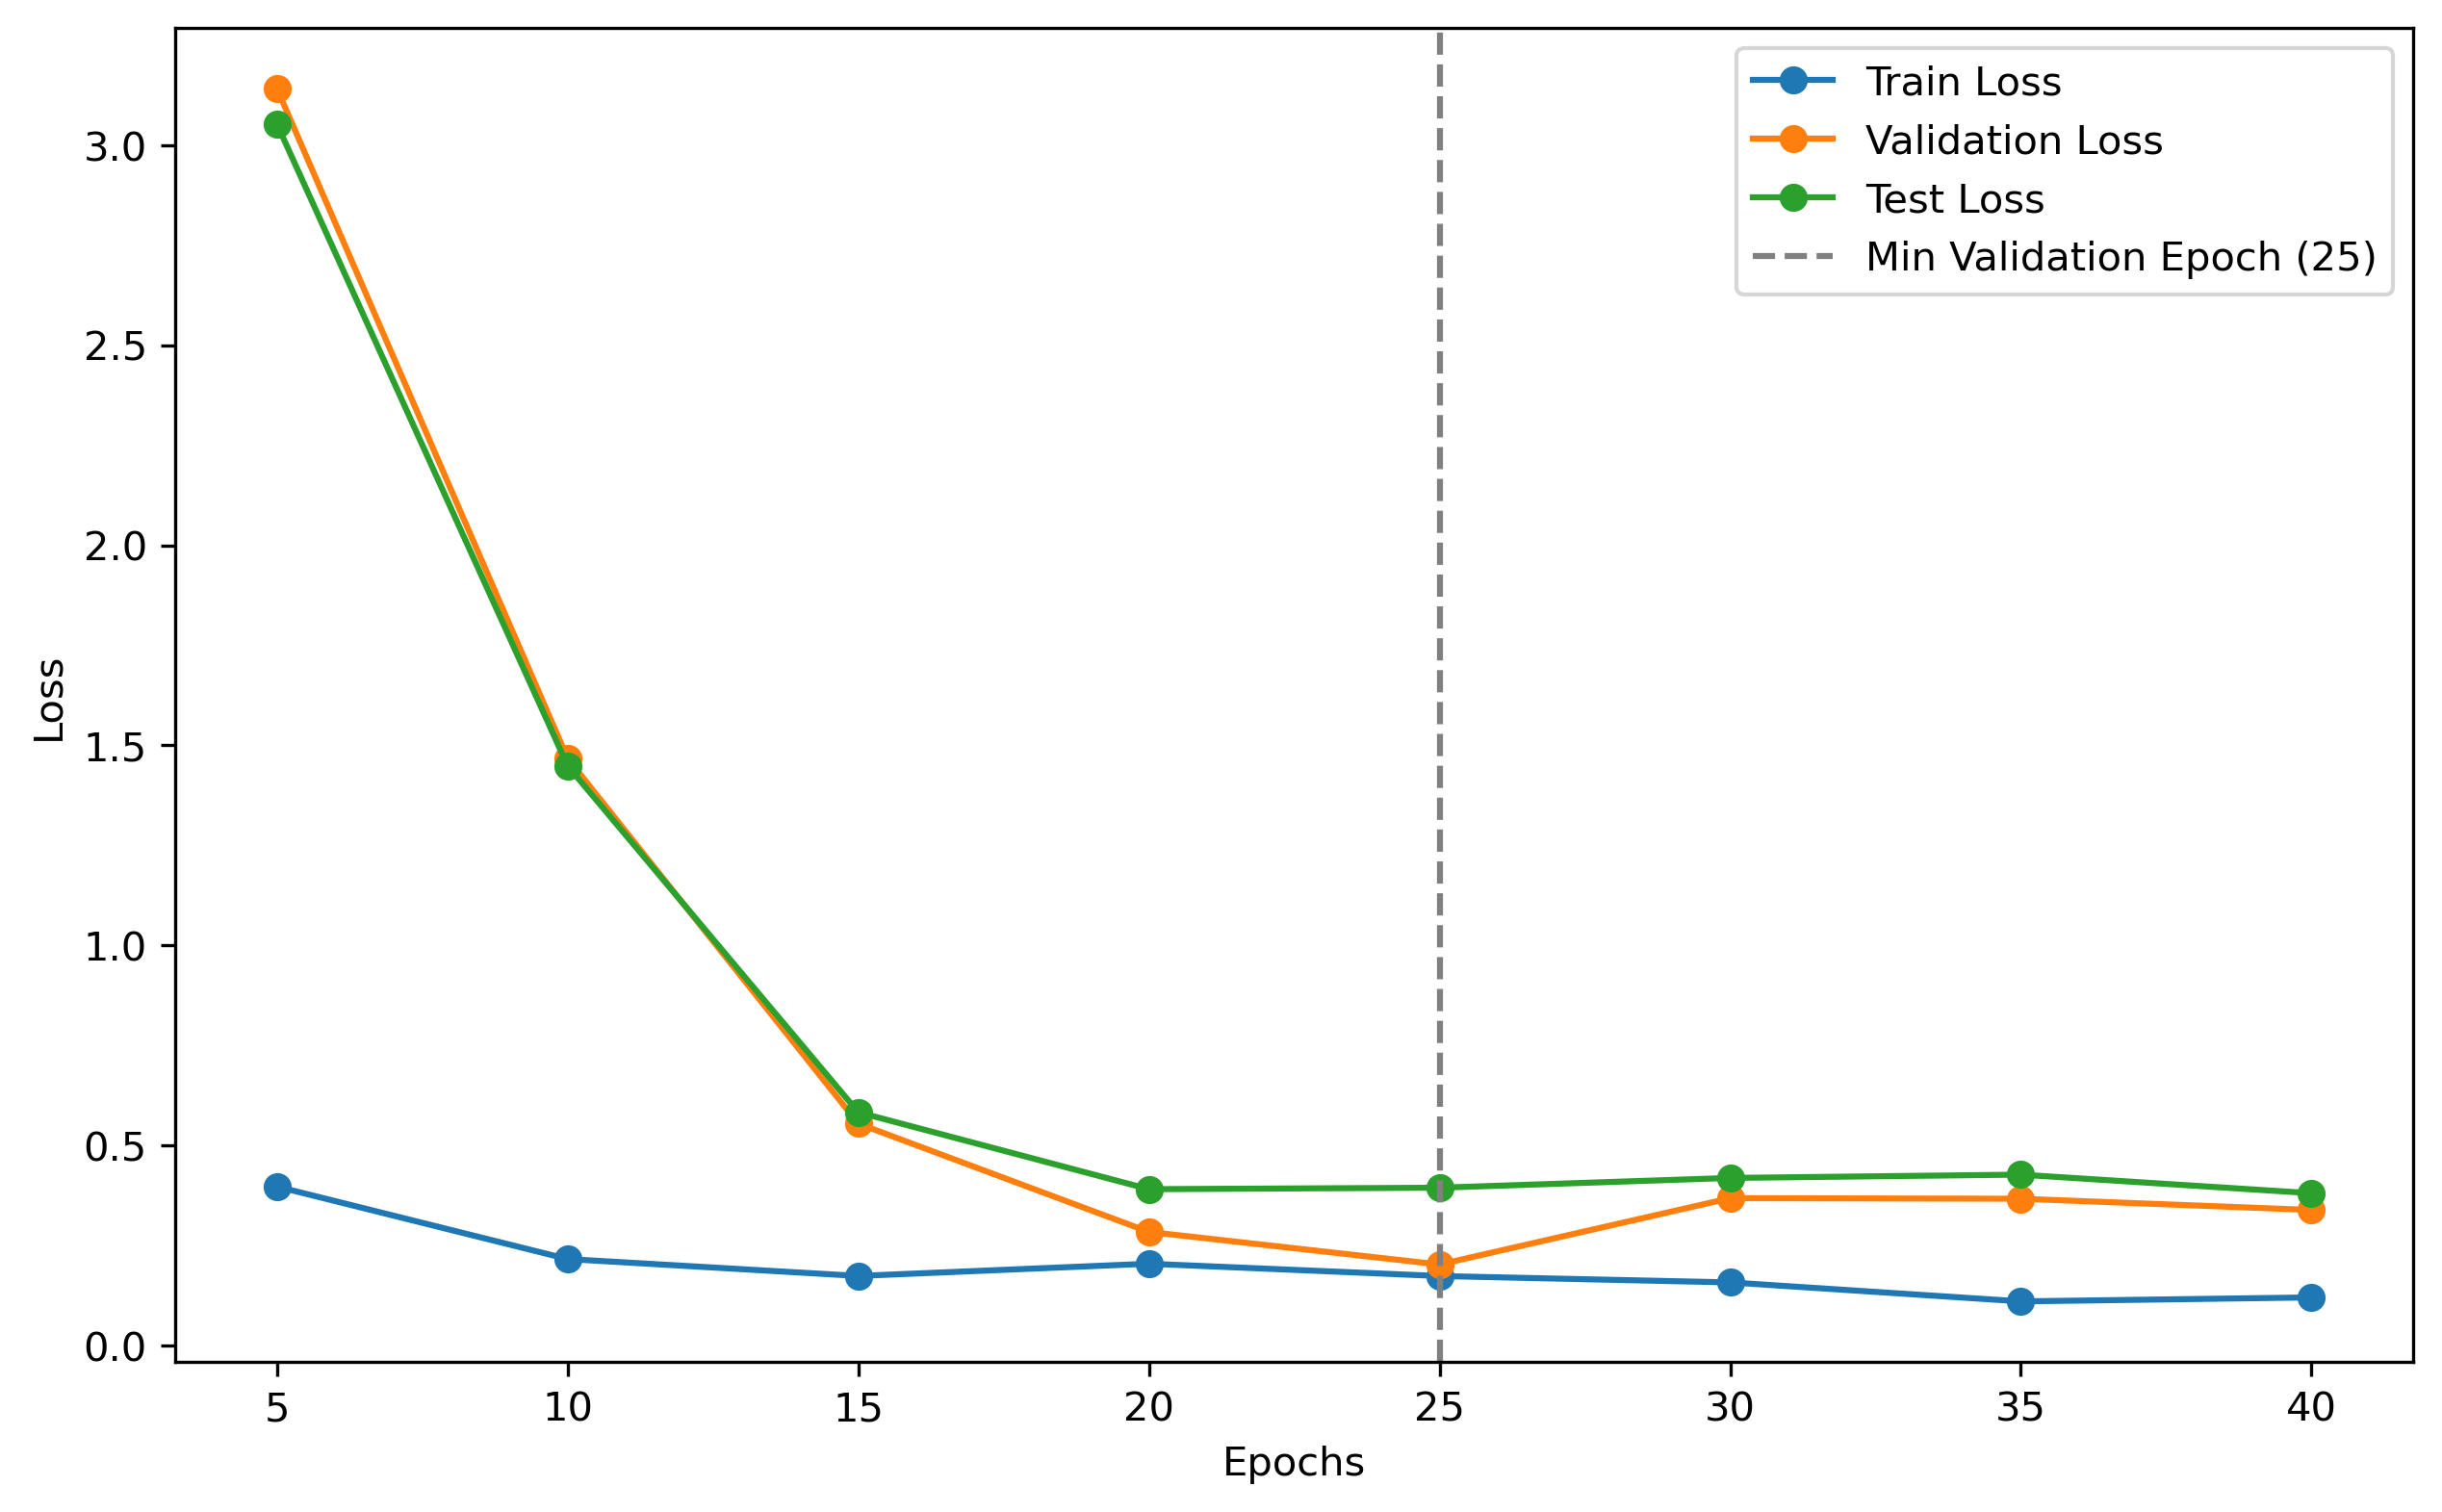 Train Loss
Validation Loss
Test Loss
Min Validation Epoch (25)
3.0
2.5
2.0
1.5
1.0
0.5
0.0
Loss
5 10 15 20 25 30 35 40
Epochs